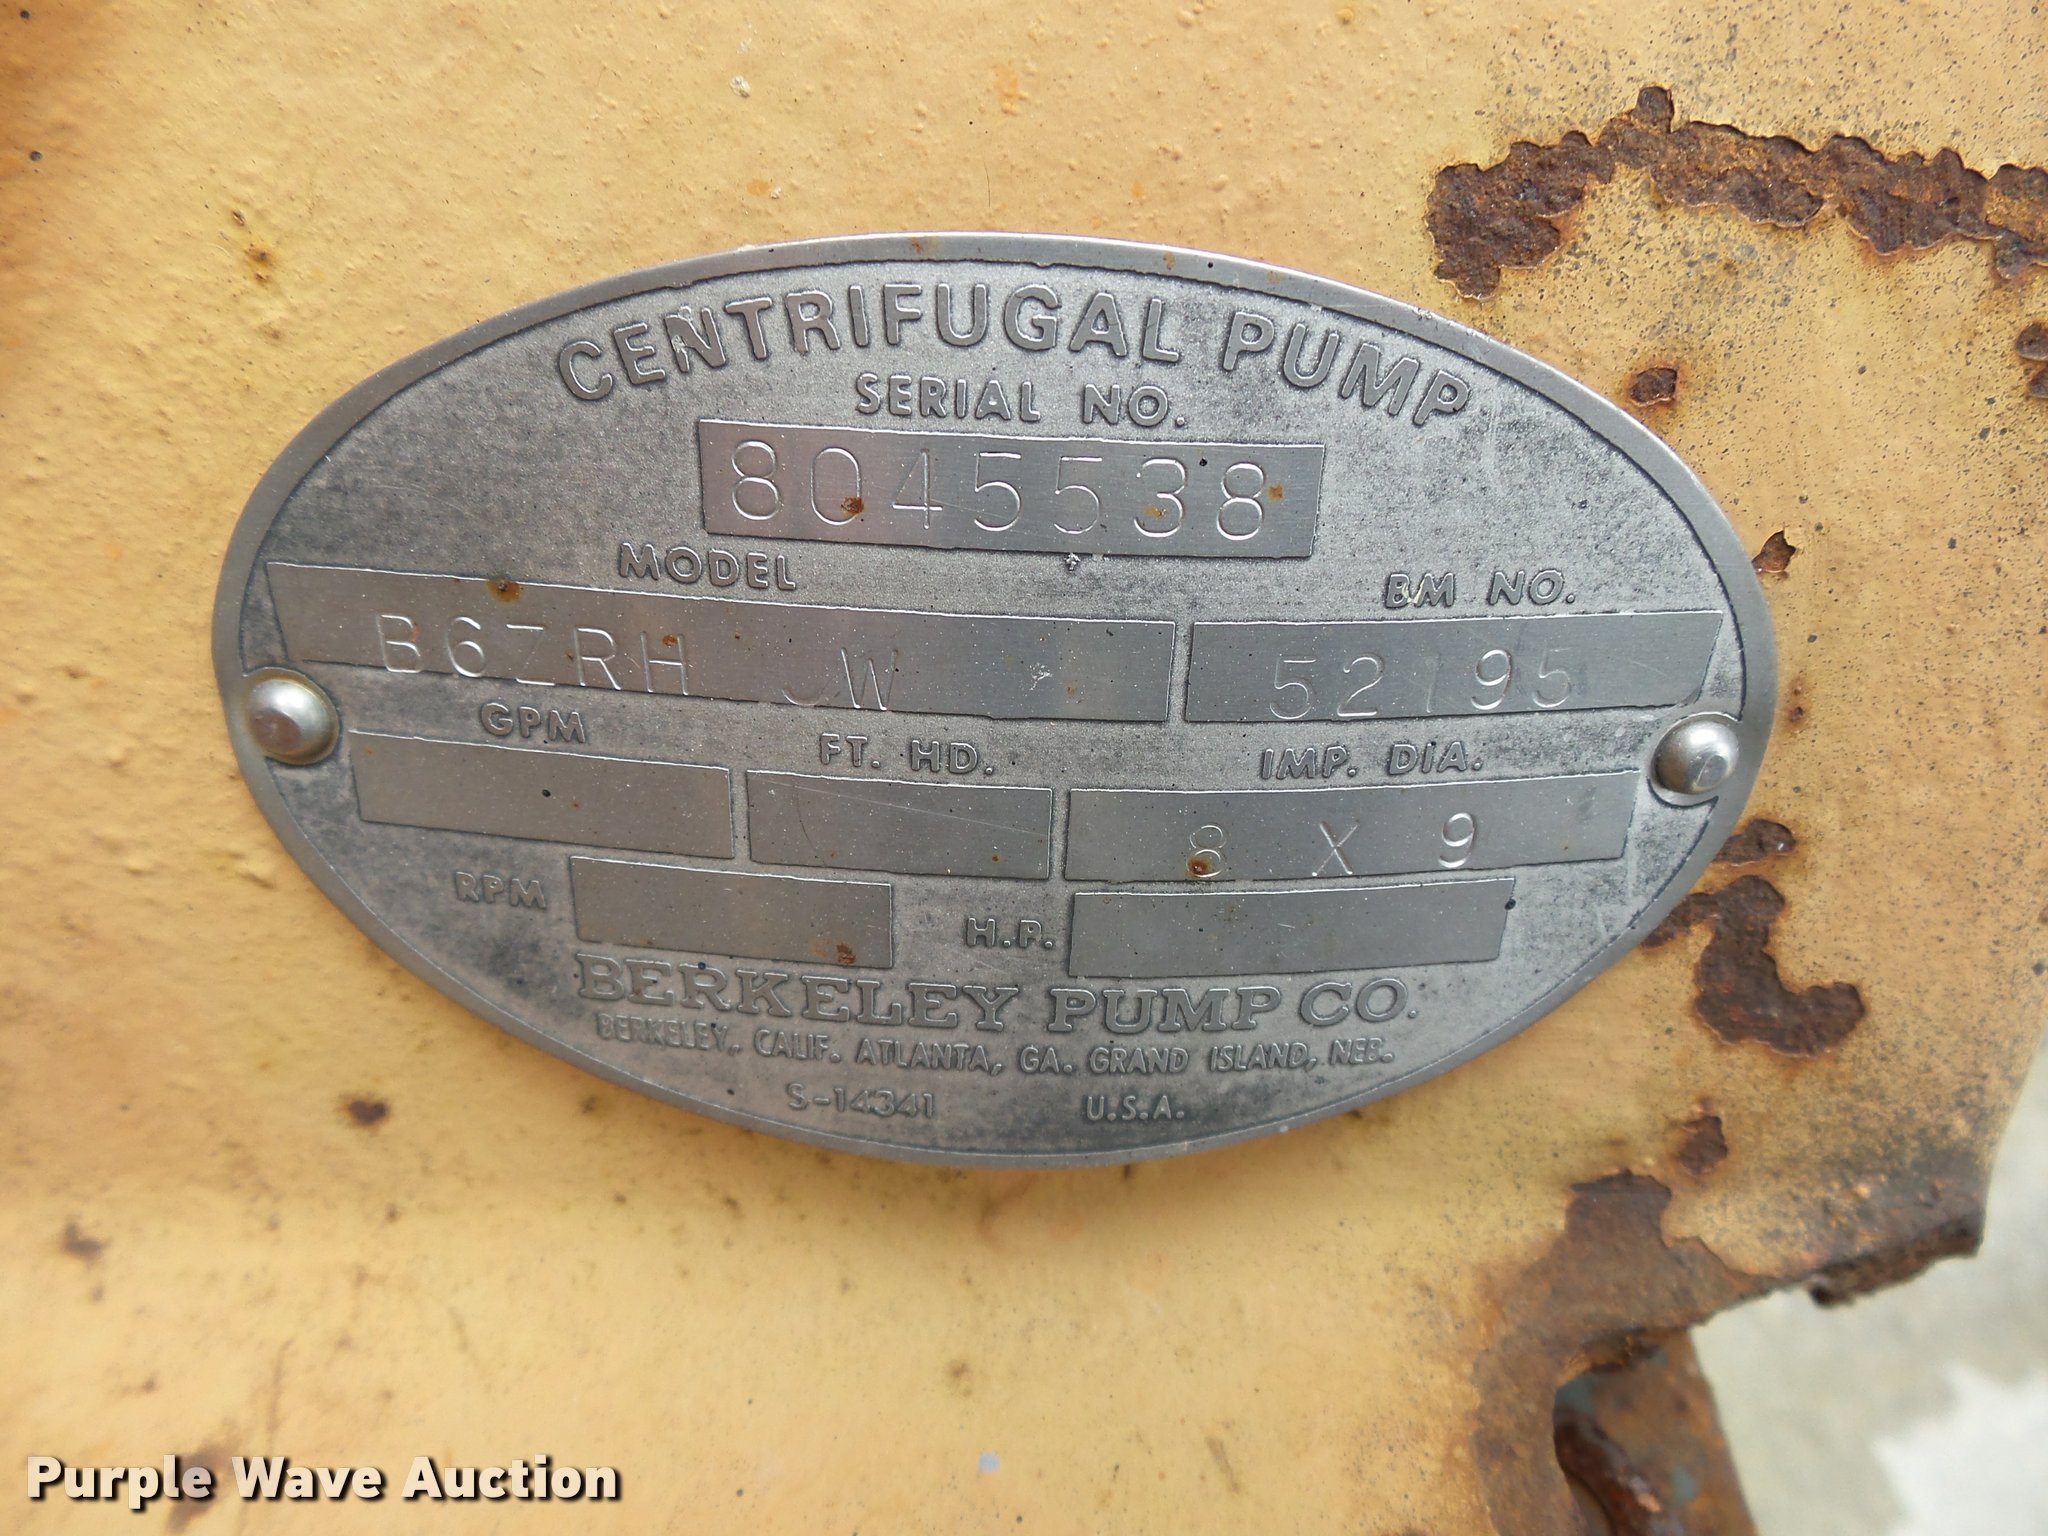 CENTRIFUGAL PUMP
SERIAL NO.
8045538
MODEL
BM NO.
B6ZRH
52195
GPM
FT. HD.
IMP. DIA.
8 X 9
RPM
H.P.
BERKELEY PUMP CO.
BERKELEY, CALIF. ATLANTA, GA. GRAND ISLAND, NEB.
S-14341 U.S.A.
Purple Wave Auction